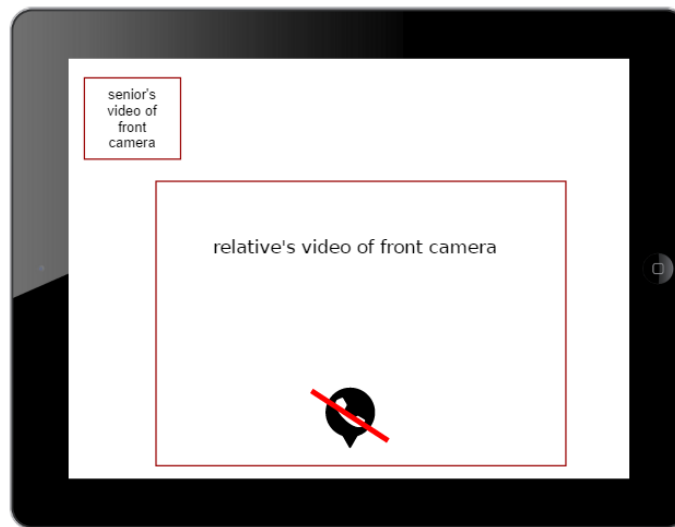 senior's
video of
front
camera
relative's video of front camera